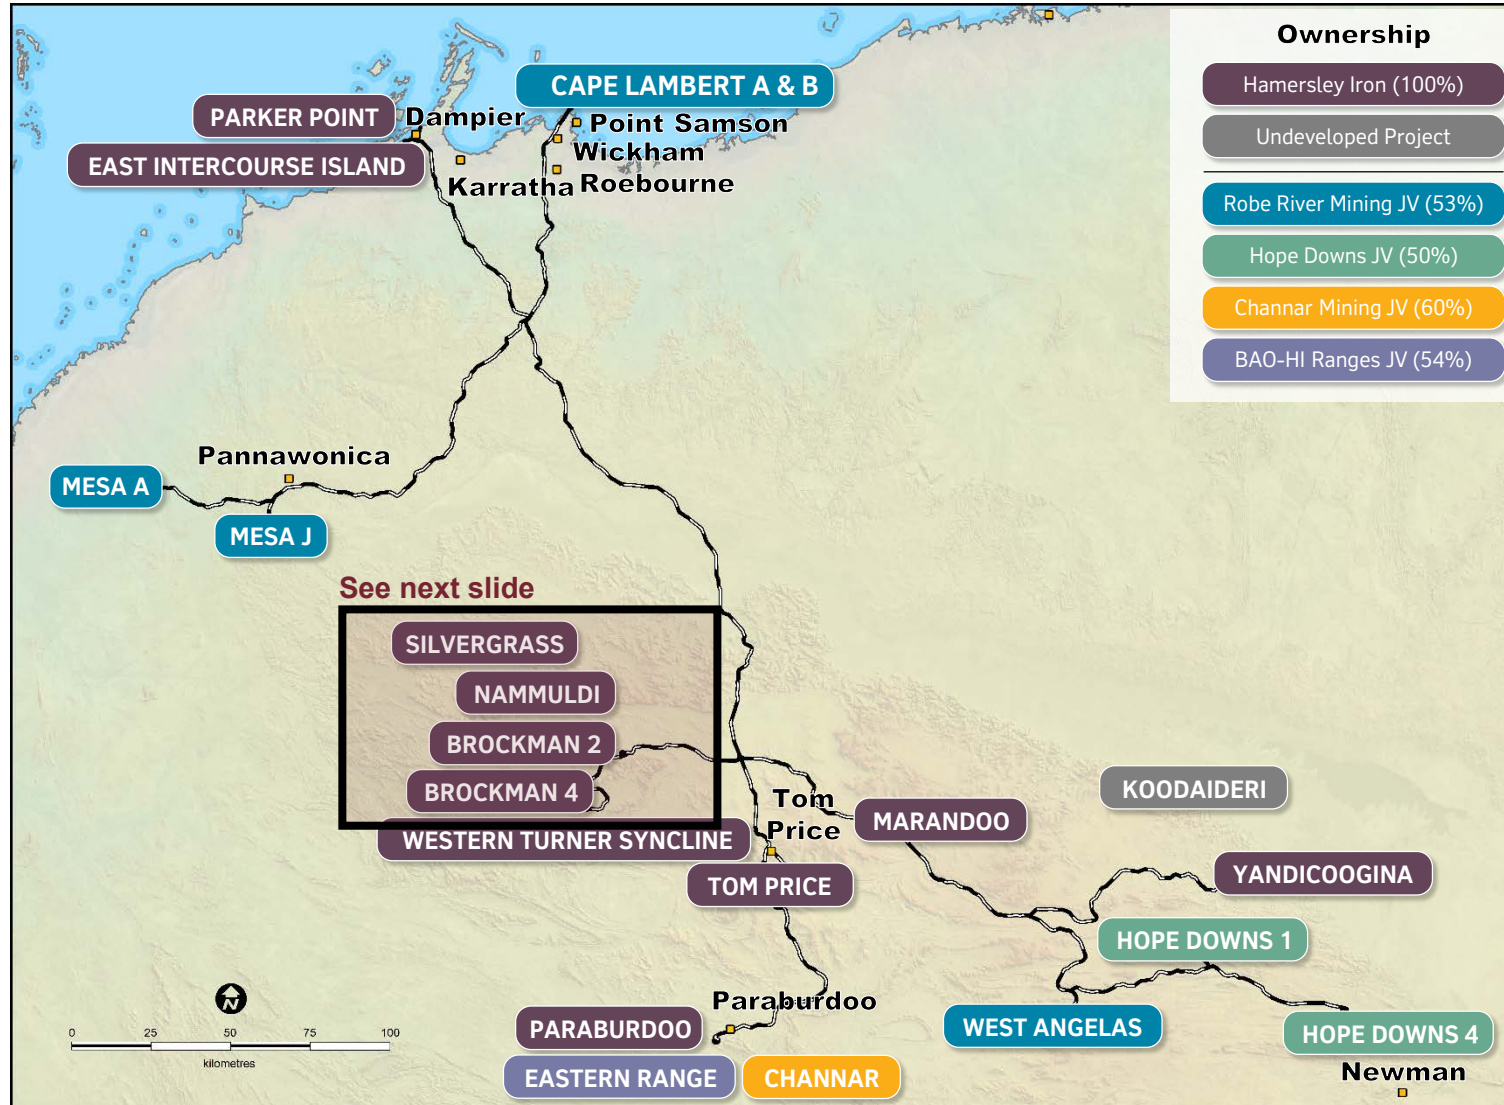 Ownership
Hamersley Iron (100%)
Undeveloped Project
Robe River Mining JV (53%)
Hope Downs JV (50%)
Channar Mining JV (60%)
BAO-HI Ranges JV (54%)
CAPE LAMBERT A & B
PARKER POINT
Dampier
Point Samson
EAST INTERCOURSE ISLAND
Wickham
Karratha
Roebourne
Pannawonica
MESA A
MESA J
See next slide
SILVERGRASS
NAMMULDI
BROCKMAN 2
BROCKMAN 4
WESTERN TURNER SYNCLINE
Tom
Price
TOM PRICE
MARANDOO
KOODAIDERI
YANDICOOGINA
HOPE DOWNS 1
WEST ANGELAS
HOPE DOWNS 4
Newman
Paraburdoo
PARABURDOO
EASTERN RANGE
CHANNAR
N
0 25 50 75 100
kilometres